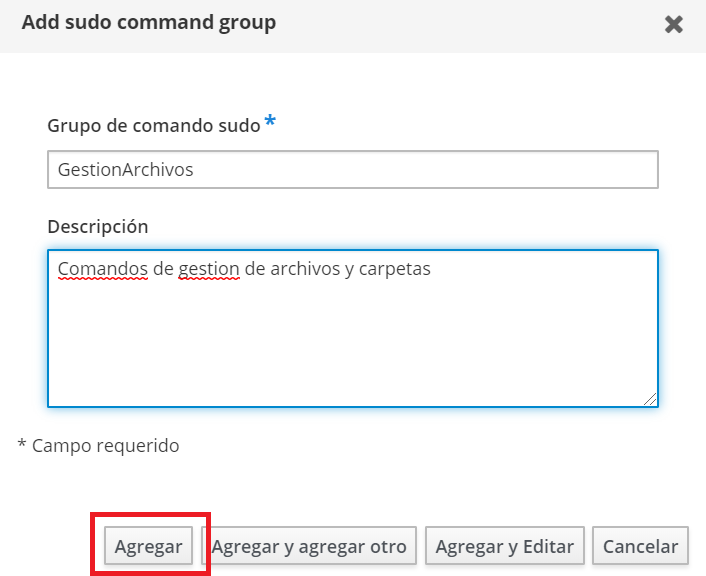 Add sudo command group
Grupo de comando sudo *
GestionArchivos
Descripción
Comandos de gestion de archivos y carpetas
* Campo requerido
Agregar
Agregar y agregar otro
Agregar y Editar
Cancelar